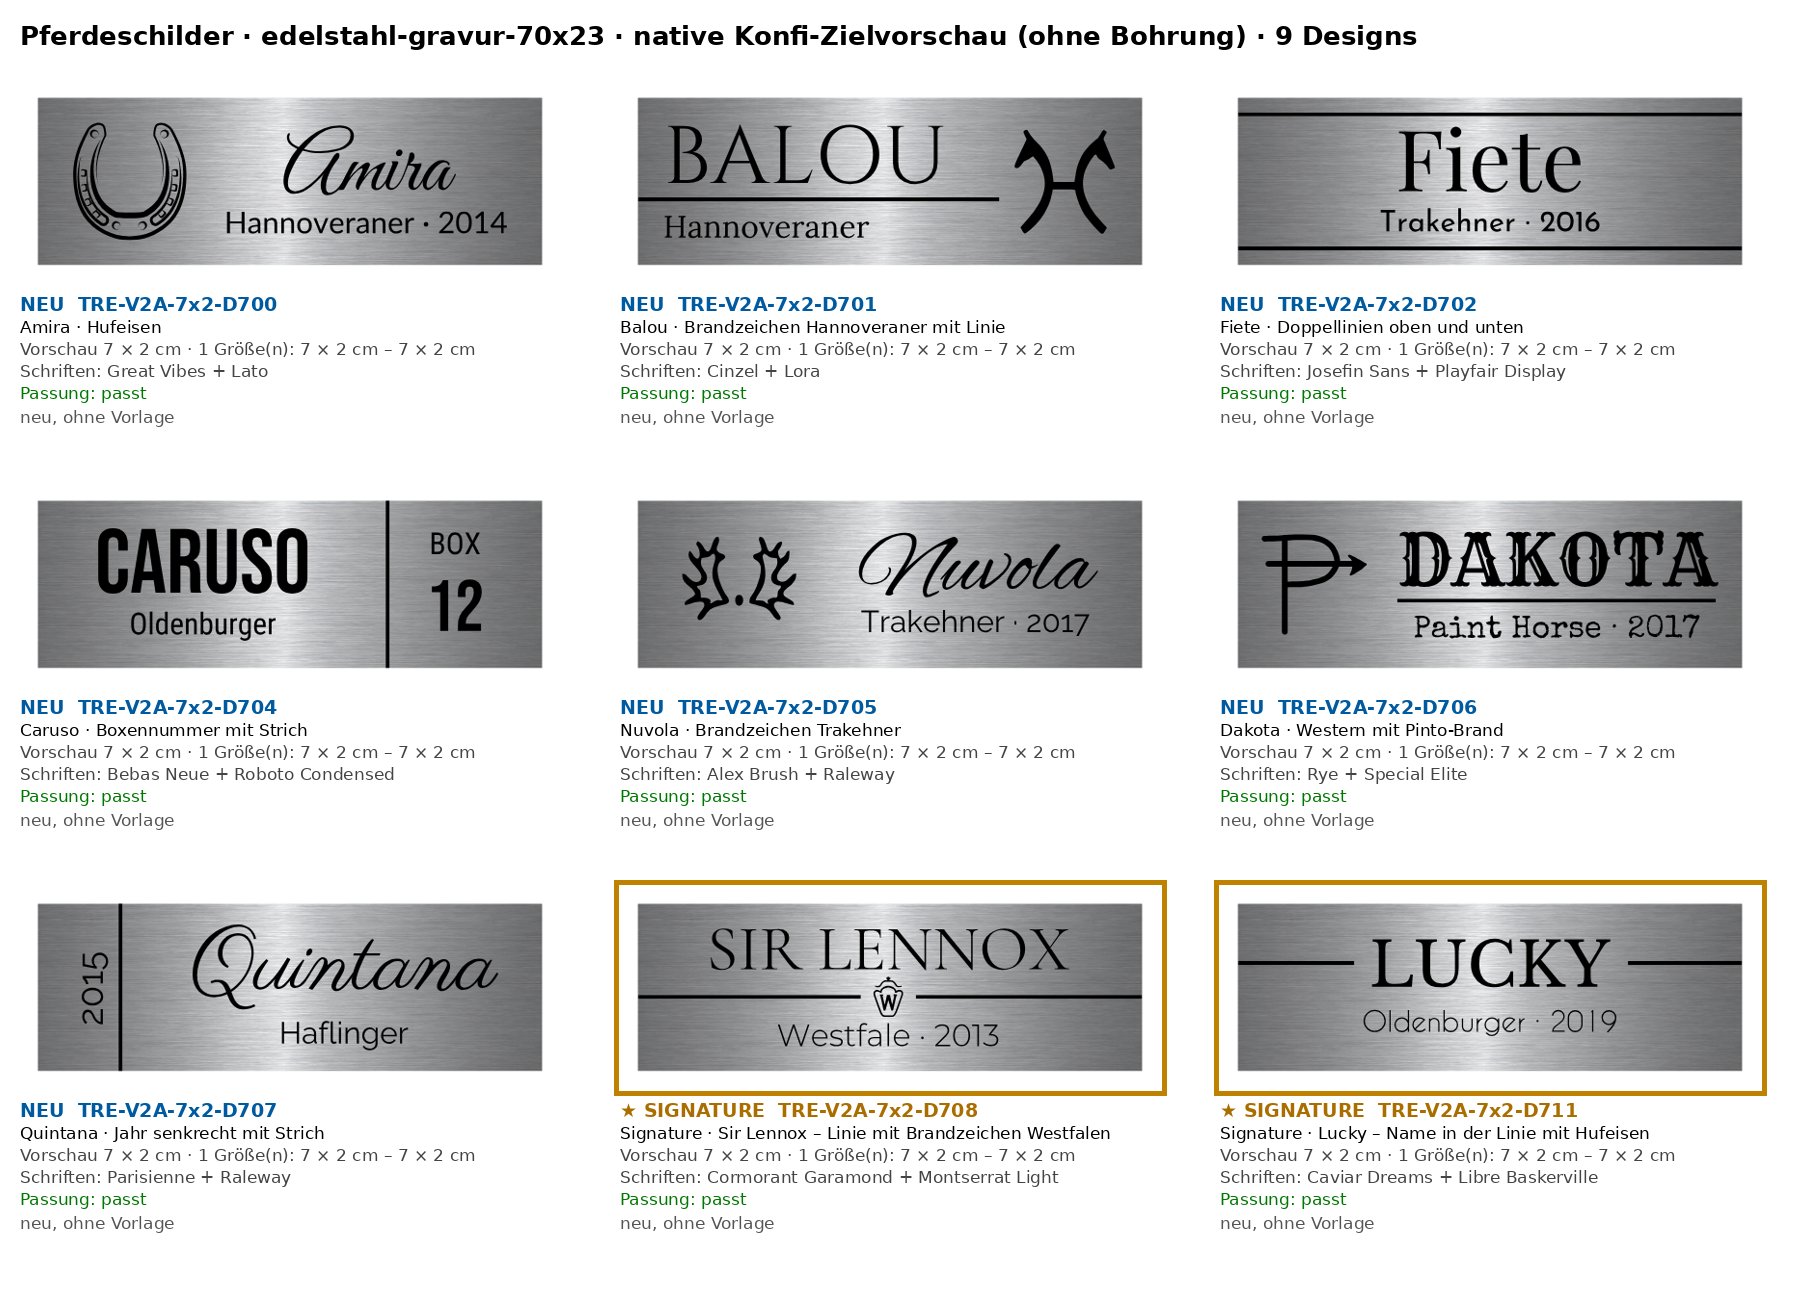 Pferdeschilder · edelstahl-gravur-70x23 · native Konfi-Zielvorschau (ohne Bohrung) · 9 Designs
Amira
Hannoveraner · 2014
NEU TRE-V2A-7x2-D700
Amira · Hufeisen
Vorschau 7 × 2 cm · 1 Größe(n): 7 × 2 cm – 7 × 2 cm
Schriften: Great Vibes + Lato
Passung: passt
neu, ohne Vorlage
BALOU
Hannoveraner
NEU TRE-V2A-7x2-D701
Balou · Brandzeichen Hannoveraner mit Linie
Vorschau 7 × 2 cm · 1 Größe(n): 7 × 2 cm – 7 × 2 cm
Schriften: Cinzel + Lora
Passung: passt
neu, ohne Vorlage
Fiete
Trakehner · 2016
NEU TRE-V2A-7x2-D702
Fiete · Doppellinien oben und unten
Vorschau 7 × 2 cm · 1 Größe(n): 7 × 2 cm – 7 × 2 cm
Schriften: Josefin Sans + Playfair Display
Passung: passt
neu, ohne Vorlage
CARUSO
Oldenburger
BOX
12
NEU TRE-V2A-7x2-D704
Caruso · Boxennummer mit Strich
Vorschau 7 × 2 cm · 1 Größe(n): 7 × 2 cm – 7 × 2 cm
Schriften: Bebas Neue + Roboto Condensed
Passung: passt
neu, ohne Vorlage
Nuvola
Trakehner · 2017
NEU TRE-V2A-7x2-D705
Nuvola · Brandzeichen Trakehner
Vorschau 7 × 2 cm · 1 Größe(n): 7 × 2 cm – 7 × 2 cm
Schriften: Alex Brush + Raleway
Passung: passt
neu, ohne Vorlage
DAKOTA
Paint Horse · 2017
NEU TRE-V2A-7x2-D706
Dakota · Western mit Pinto-Brand
Vorschau 7 × 2 cm · 1 Größe(n): 7 × 2 cm – 7 × 2 cm
Schriften: Rye + Special Elite
Passung: passt
neu, ohne Vorlage
2015
Quintana
Haflinger
NEU TRE-V2A-7x2-D707
Quintana · Jahr senkrecht mit Strich
Vorschau 7 × 2 cm · 1 Größe(n): 7 × 2 cm – 7 × 2 cm
Schriften: Parisienne + Raleway
Passung: passt
neu, ohne Vorlage
SIR LENNOX
W
Westfale · 2013
★ SIGNATURE TRE-V2A-7x2-D708
Signature · Sir Lennox – Linie mit Brandzeichen Westfalen
Vorschau 7 × 2 cm · 1 Größe(n): 7 × 2 cm – 7 × 2 cm
Schriften: Cormorant Garamond + Montserrat Light
Passung: passt
neu, ohne Vorlage
LUCKY
Oldenburger · 2019
★ SIGNATURE TRE-V2A-7x2-D711
Signature · Lucky – Name in der Linie mit Hufeisen
Vorschau 7 × 2 cm · 1 Größe(n): 7 × 2 cm – 7 × 2 cm
Schriften: Caviar Dreams + Libre Baskerville
Passung: passt
neu, ohne Vorlage